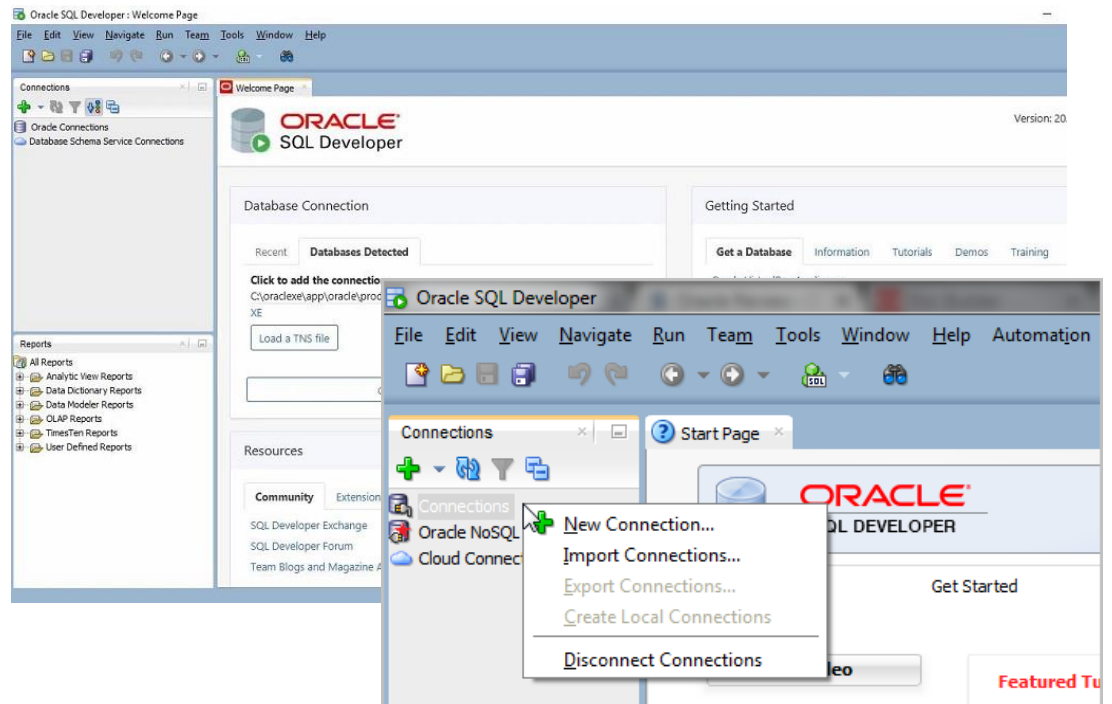 Oracle SQL Developer : Welcome Page
File Edit View Navigate Run Team Tools Window Help
Connections
Oracle Connections
Database Schema Service Connections
Welcome Page
ORACLE
SQL Developer
Version: 20.
Database Connection
Recent Databases Detected
Click to add the connectio
C:\oraclexe\app\oracle\prod
XE
Load a TNS file
Getting Started
Get a Database Information Tutorials Demos Training
Reports
All Reports
Analytic View Reports
Data Dictionary Reports
Data Modeler Reports
OLAP Reports
TimesTen Reports
User Defined Reports
Resources
Community Extension
SQL Developer Exchange
SQL Developer Forum
Team Blogs and Magazine A
Oracle SQL Developer
File Edit View Navigate Run Team Tools Window Help Automation
SQL
Connections
Start Page
Connections
Oracle NoSQL
Cloud Connect
ORACLE
QL DEVELOPER
New Connection...
Import Connections...
Export Connections...
Create Local Connections
Disconnect Connections
Get Started
leo
Featured Tu